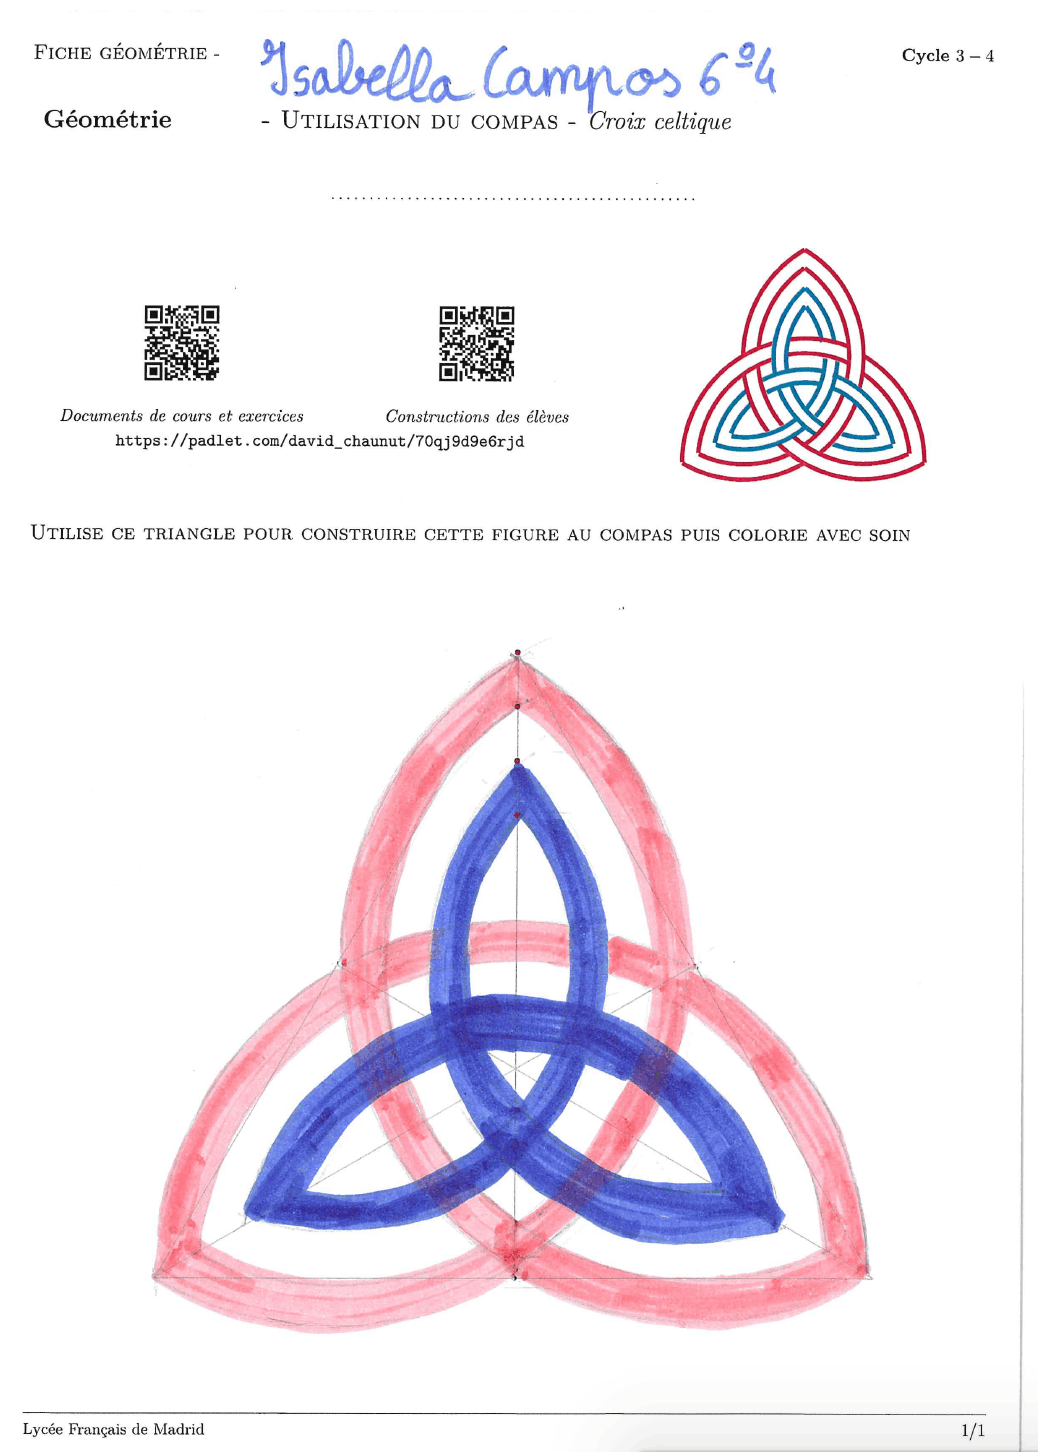 FICHE GÉOMÉTRIE -
Isabella Campos 6º4
Cycle 3 – 4
Géométrie
- UTILISATION DU COMPAS - Croix celtique
Documents de cours et exercices
Constructions des élèves
https://padlet.com/david_chaunut/70qj9d9e6rjd
UTILISE CE TRIANGLE POUR CONSTRUIRE CETTE FIGURE AU COMPAS PUIS COLORIE AVEC SOIN
Lycée Français de Madrid
1/1